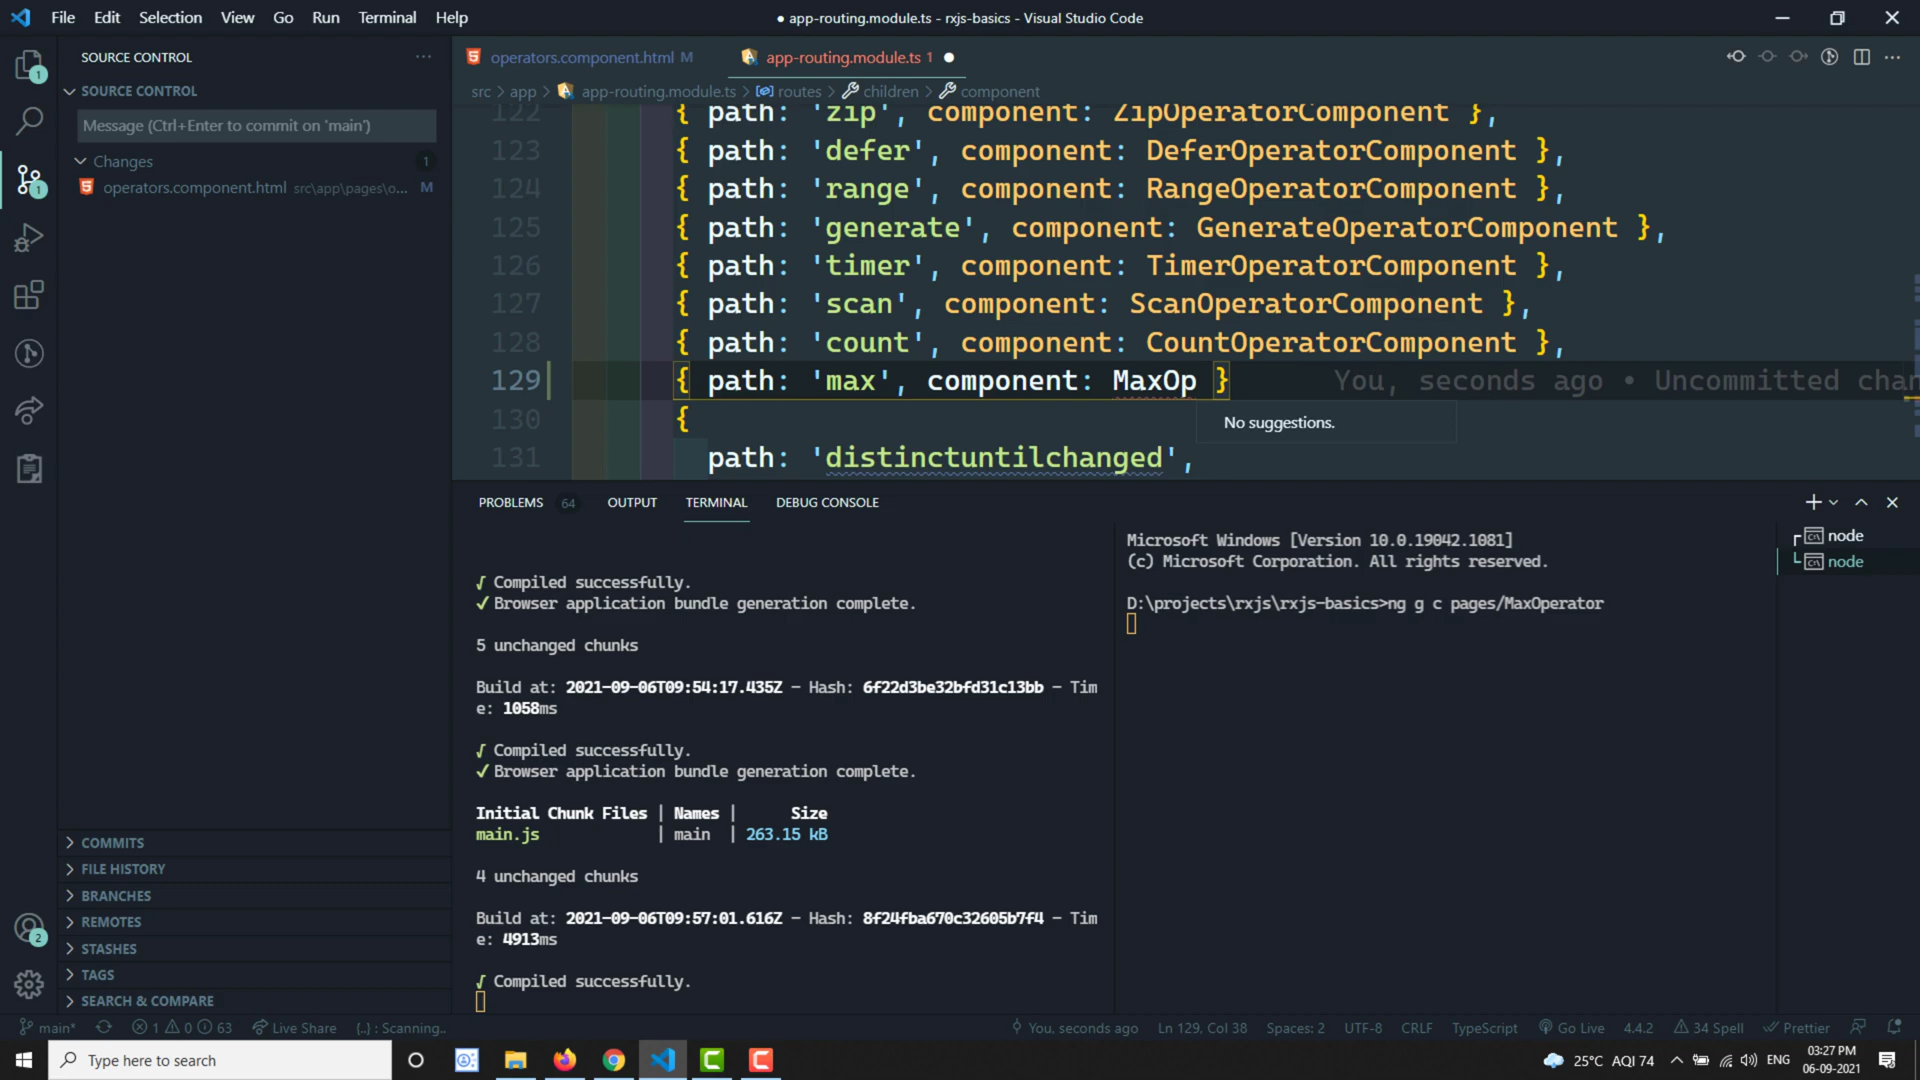 File Edit Selection View Go Run Terminal Help
● app-routing.module.ts - rxjs-basics - Visual Studio Code
SOURCE CONTROL ···
SOURCE CONTROL
Message (Ctrl+Enter to commit on 'main')
Changes 1
operators.component.html src\app\pages\o... M
COMMITS
FILE HISTORY
BRANCHES
REMOTES
STASHES
TAGS
SEARCH & COMPARE
1
1
2
operators.component.html M app-routing.module.ts 1 ●
src > app > app-routing.module.ts > routes > children > component
122 { path: 'zip', component: ZipOperatorComponent },
123 { path: 'defer', component: DeferOperatorComponent },
124 { path: 'range', component: RangeOperatorComponent },
125 { path: 'generate', component: GenerateOperatorComponent },
126 { path: 'timer', component: TimerOperatorComponent },
127 { path: 'scan', component: ScanOperatorComponent },
128 { path: 'count', component: CountOperatorComponent },
129 { path: 'max', component: MaxOp } You, seconds ago • Uncommitted chan
130 {
No suggestions.
131 path: 'distinctuntilchanged',
PROBLEMS 64 OUTPUT TERMINAL DEBUG CONSOLE
√ Compiled successfully.
✔ Browser application bundle generation complete.
5 unchanged chunks
Build at: 2021-09-06T09:54:17.435Z - Hash: 6f22d3be32bfd31c13bb - Tim
e: 1058ms
√ Compiled successfully.
✔ Browser application bundle generation complete.
Initial Chunk Files | Names | Size
main.js | main | 263.15 kB
4 unchanged chunks
Build at: 2021-09-06T09:57:01.616Z - Hash: 8f24fba670c32605b7f4 - Tim
e: 4913ms
√ Compiled successfully.
Microsoft Windows [Version 10.0.19042.1081]
(c) Microsoft Corporation. All rights reserved.
D:\projects\rxjs\rxjs-basics>ng g c pages/MaxOperator
node
node
main* 1 0 63 Live Share {..} : Scanning.. You, seconds ago Ln 129, Col 38 Spaces: 2 UTF-8 CRLF TypeScript Go Live 4.4.2 34 Spell Prettier
Type here to search
25°C AQI 74 ENG
03:27 PM
06-09-2021